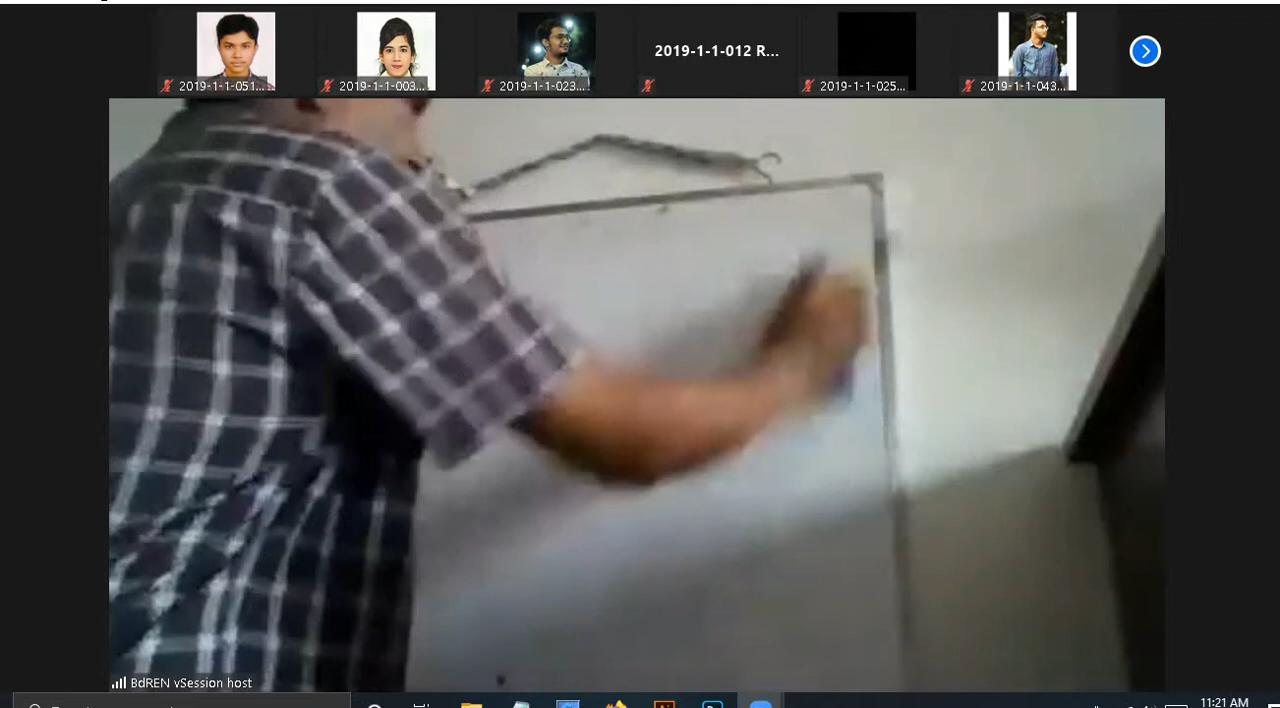 2019-1-1-051...
2019-1-1-003...
2019-1-1-023...
2019-1-1-012 R...
2019-1-1-025...
2019-1-1-043...
BdREN vSession host
11:21 AM